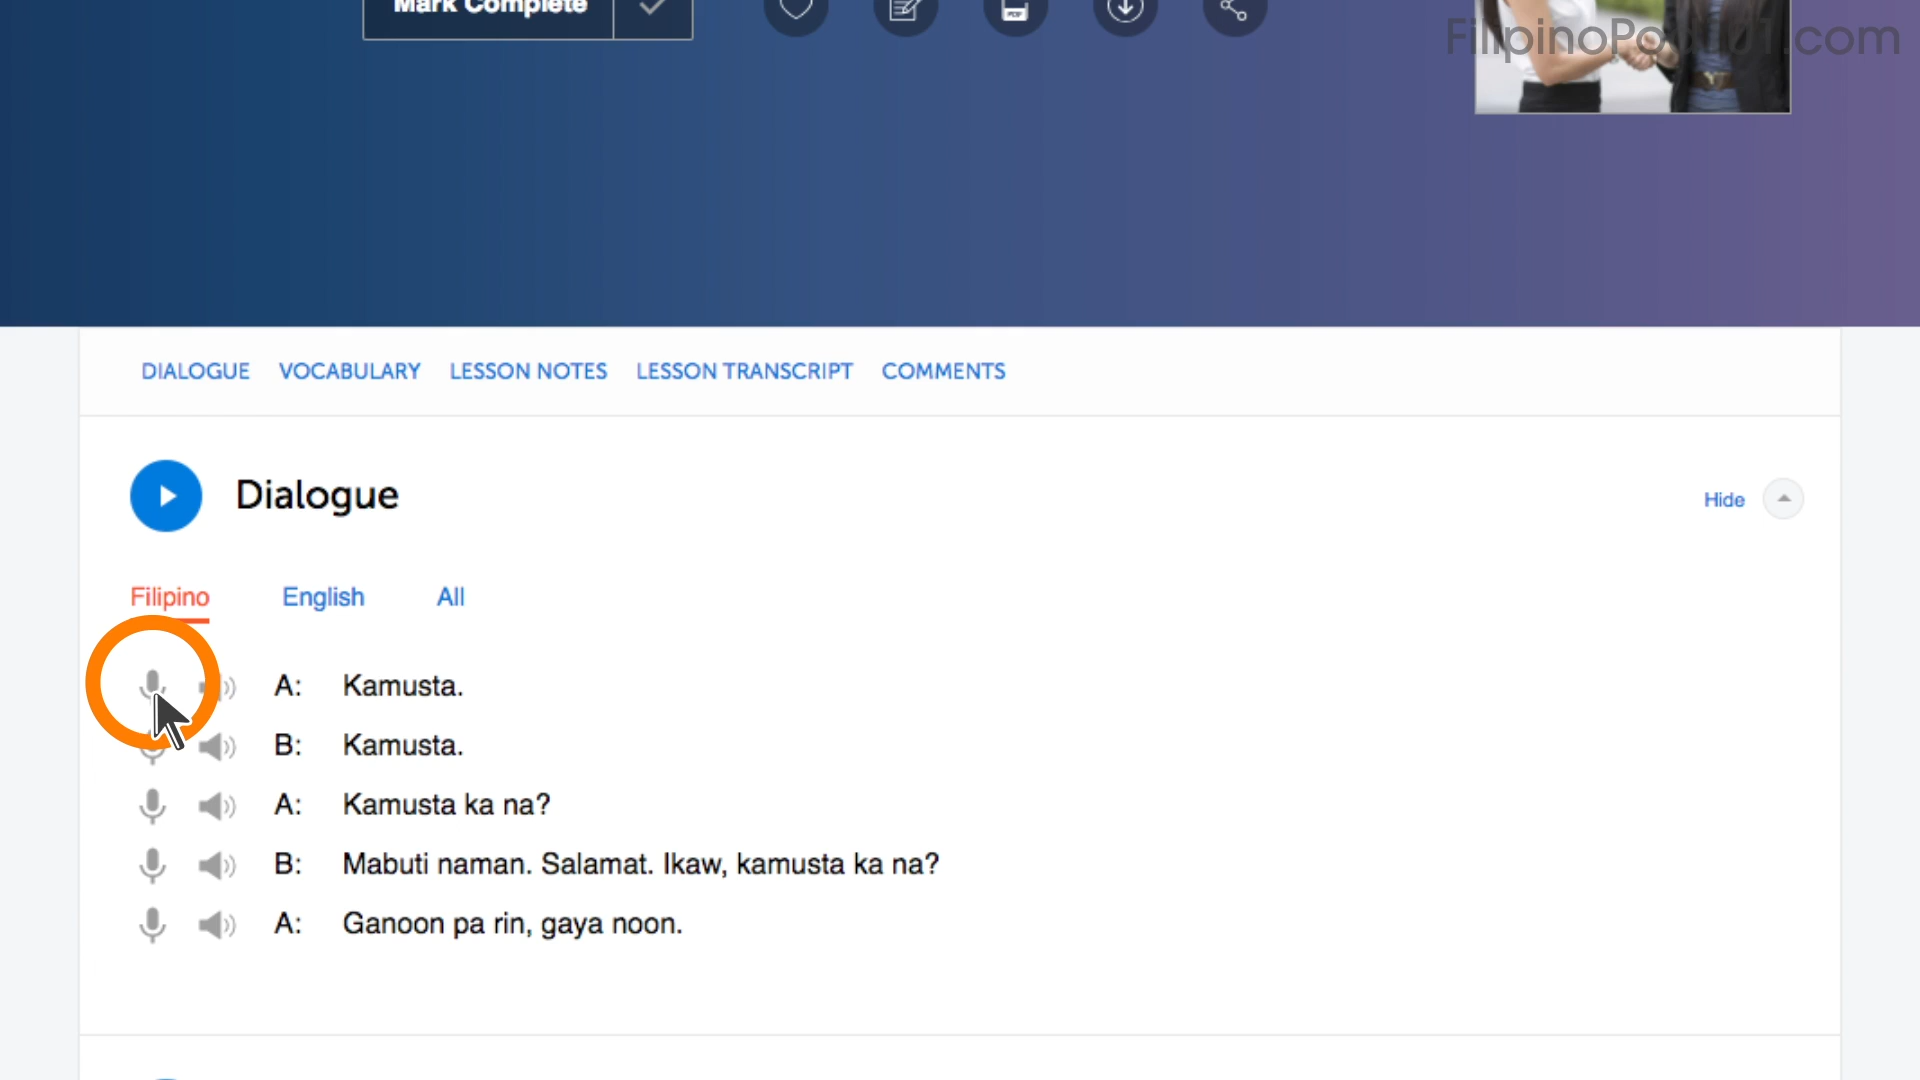 Mark Complete
PDF
FilipinoPod101.com
DIALOGUE VOCABULARY LESSON NOTES LESSON TRANSCRIPT COMMENTS
Dialogue
Hide
Filipino English All
A: Kamusta.
B: Kamusta.
A: Kamusta ka na?
B: Mabuti naman. Salamat. Ikaw, kamusta ka na?
A: Ganoon pa rin, gaya noon.